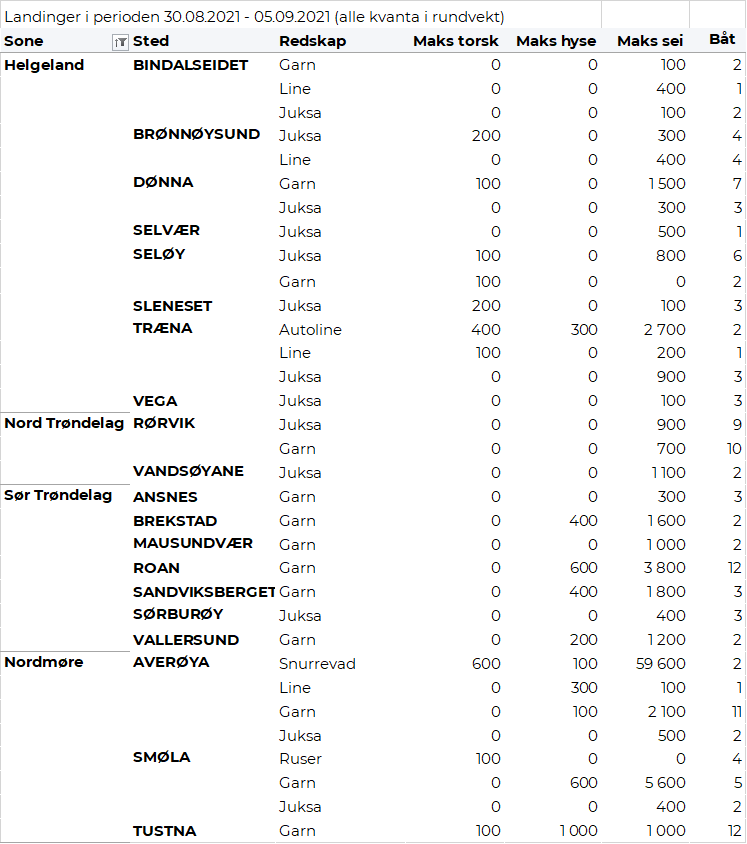 Landinger i perioden 30.08.2021 - 05.09.2021 (alle kvanta i rundvekt)
Sone Sted Redskap Maks torsk Maks hyse Maks sei Båt
Helgeland BINDALSEIDET Garn 0 0 100 2
Line 0 0 400 1
Juksa 0 0 100 2
BRØNNØYSUND Juksa 200 0 300 4
Line 0 0 400 4
DØNNA Garn 100 0 1 500 7
Juksa 0 0 300 3
SELVÆR Juksa 0 0 500 1
SELØY Juksa 100 0 800 6
Garn 100 0 0 2
SLENESET Juksa 200 0 100 3
TRÆNA Autoline 400 300 2 700 2
Line 100 0 200 1
Juksa 0 0 900 3
VEGA Juksa 0 0 100 3
Nord Trøndelag RØRVIK Juksa 0 0 900 9
Garn 0 0 700 10
VANDSØYANE Juksa 0 0 1 100 2
Sør Trøndelag ANSNES Garn 0 0 300 3
BREKSTAD Garn 0 400 1 600 2
MAUSUNDVÆR Garn 0 0 1 000 2
ROAN Garn 0 600 3 800 12
SANDVIKSBERGET Garn 0 400 1 800 3
SØRBURØY Juksa 0 0 400 3
VALLERSUND Garn 0 200 1 200 2
Nordmøre AVERØYA Snurrevad 600 100 59 600 2
Line 0 300 100 1
Garn 0 100 2 100 11
Juksa 0 0 500 2
SMØLA Ruser 100 0 0 4
Garn 0 600 5 600 5
Juksa 0 0 400 2
TUSTNA Garn 100 1 000 1 000 12